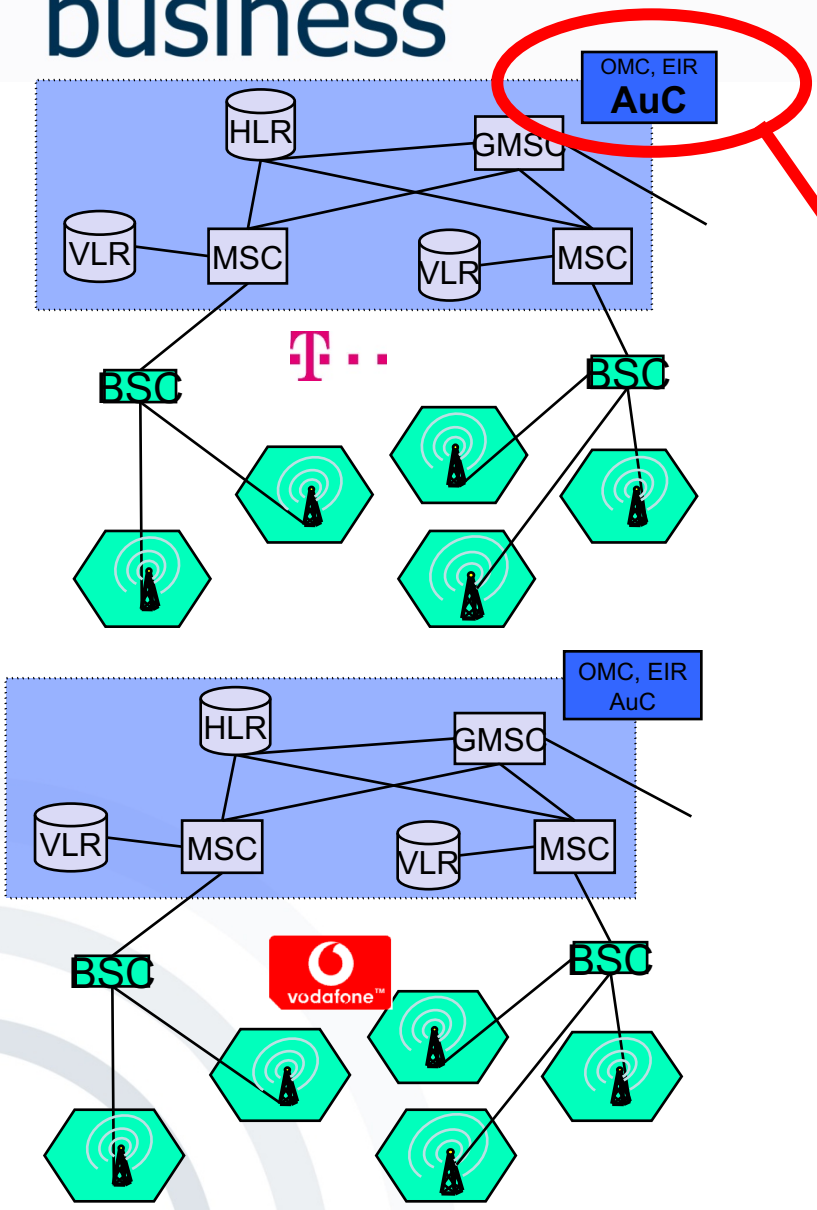 business
OMC, EIR
AuC
HLR
GMSC
VLR
MSC
VLR
MSC
T
BSC
BSC
OMC, EIR
AuC
HLR
GMSC
VLR
MSC
VLR
MSC
BSC
BSC
vodafone™